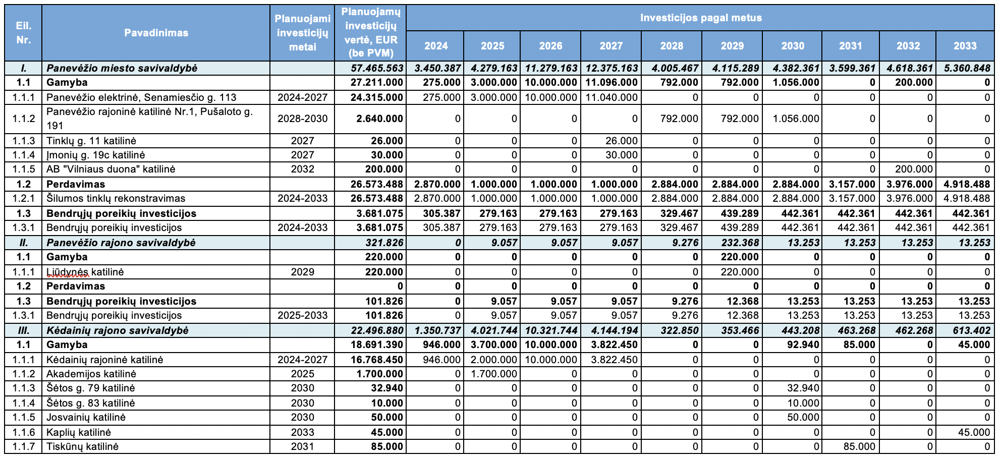 Eil. Nr. Pavadinimas Planuojami investicijų metai Planuojamų investicijų vertė, EUR (be PVM) Investicijos pagal metus
2024 2025 2026 2027 2028 2029 2030 2031 2032 2033
I. Panevėžio miesto savivaldybė 57.465.563 3.450.387 4.279.163 11.279.163 12.375.163 4.005.467 4.115.289 4.382.361 3.599.361 4.618.361 5.360.848
1.1 Gamyba 27.211.000 275.000 3.000.000 10.000.000 11.096.000 792.000 792.000 1.056.000 0 200.000 0
1.1.1 Panevėžio elektrinė, Senamiesčio g. 113 2024-2027 24.315.000 275.000 3.000.000 10.000.000 11.040.000 0 0 0 0 0 0
1.1.2 Panevėžio rajoninė katilinė Nr.1, Pušaloto g. 191 2028-2030 2.640.000 0 0 0 0 792.000 792.000 1.056.000 0 0 0
1.1.3 Tinklų g. 11 katilinė 2027 26.000 0 0 0 26.000 0 0 0 0 0 0
1.1.4 Įmonių g. 19c katilinė 2027 30.000 0 0 0 30.000 0 0 0 0 0 0
1.1.5 AB "Vilniaus duona" katilinė 2032 200.000 0 0 0 0 0 0 0 0 200.000 0
1.2 Perdavimas 26.573.488 2.870.000 1.000.000 1.000.000 1.000.000 2.884.000 2.884.000 2.884.000 3.157.000 3.976.000 4.918.488
1.2.1 Šilumos tinklų rekonstravimas 2024-2033 26.573.488 2.870.000 1.000.000 1.000.000 1.000.000 2.884.000 2.884.000 2.884.000 3.157.000 3.976.000 4.918.488
1.3 Bendrųjų poreikių investicijos 3.681.075 305.387 279.163 279.163 279.163 329.467 439.289 442.361 442.361 442.361 442.361
1.3.1 Bendrųjų poreikių investicijos 2024-2033 3.681.075 305.387 279.163 279.163 279.163 329.467 439.289 442.361 442.361 442.361 442.361
II. Panevėžio rajono savivaldybė 321.826 0 9.057 9.057 9.057 9.276 232.368 13.253 13.253 13.253 13.253
1.1 Gamyba 220.000 0 0 0 0 0 220.000 0 0 0 0
1.1.1 Liūdynės katilinė 2029 220.000 0 0 0 0 0 220.000 0 0 0 0
1.2 Perdavimas 0 0 0 0 0 0 0 0 0 0 0
1.3 Bendrųjų poreikių investicijos 101.826 0 9.057 9.057 9.057 9.276 12.368 13.253 13.253 13.253 13.253
1.3.1 Bendrųjų poreikių investicijos 2025-2033 101.826 0 9.057 9.057 9.057 9.276 12.368 13.253 13.253 13.253 13.253
III. Kėdainių rajono savivaldybė 22.496.880 1.350.737 4.021.744 10.321.744 4.144.194 322.850 353.466 443.208 463.268 462.268 613.402
1.1 Gamyba 18.691.390 946.000 3.700.000 10.000.000 3.822.450 0 0 92.940 85.000 0 45.000
1.1.1 Kėdainių rajoninė katilinė 2024-2027 16.768.450 946.000 2.000.000 10.000.000 3.822.450 0 0 0 0 0 0
1.1.2 Akademijos katilinė 2025 1.700.000 0 1.700.000 0 0 0 0 0 0 0 0
1.1.3 Šėtos g. 79 katilinė 2030 32.940 0 0 0 0 0 0 32.940 0 0 0
1.1.4 Šėtos g. 83 katilinė 2030 10.000 0 0 0 0 0 0 10.000 0 0 0
1.1.5 Josvainių katilinė 2030 50.000 0 0 0 0 0 0 50.000 0 0 0
1.1.6 Kaplių katilinė 2033 45.000 0 0 0 0 0 0 0 0 0 45.000
1.1.7 Tiskūnų katilinė 2031 85.000 0 0 0 0 0 0 0 85.000 0 0